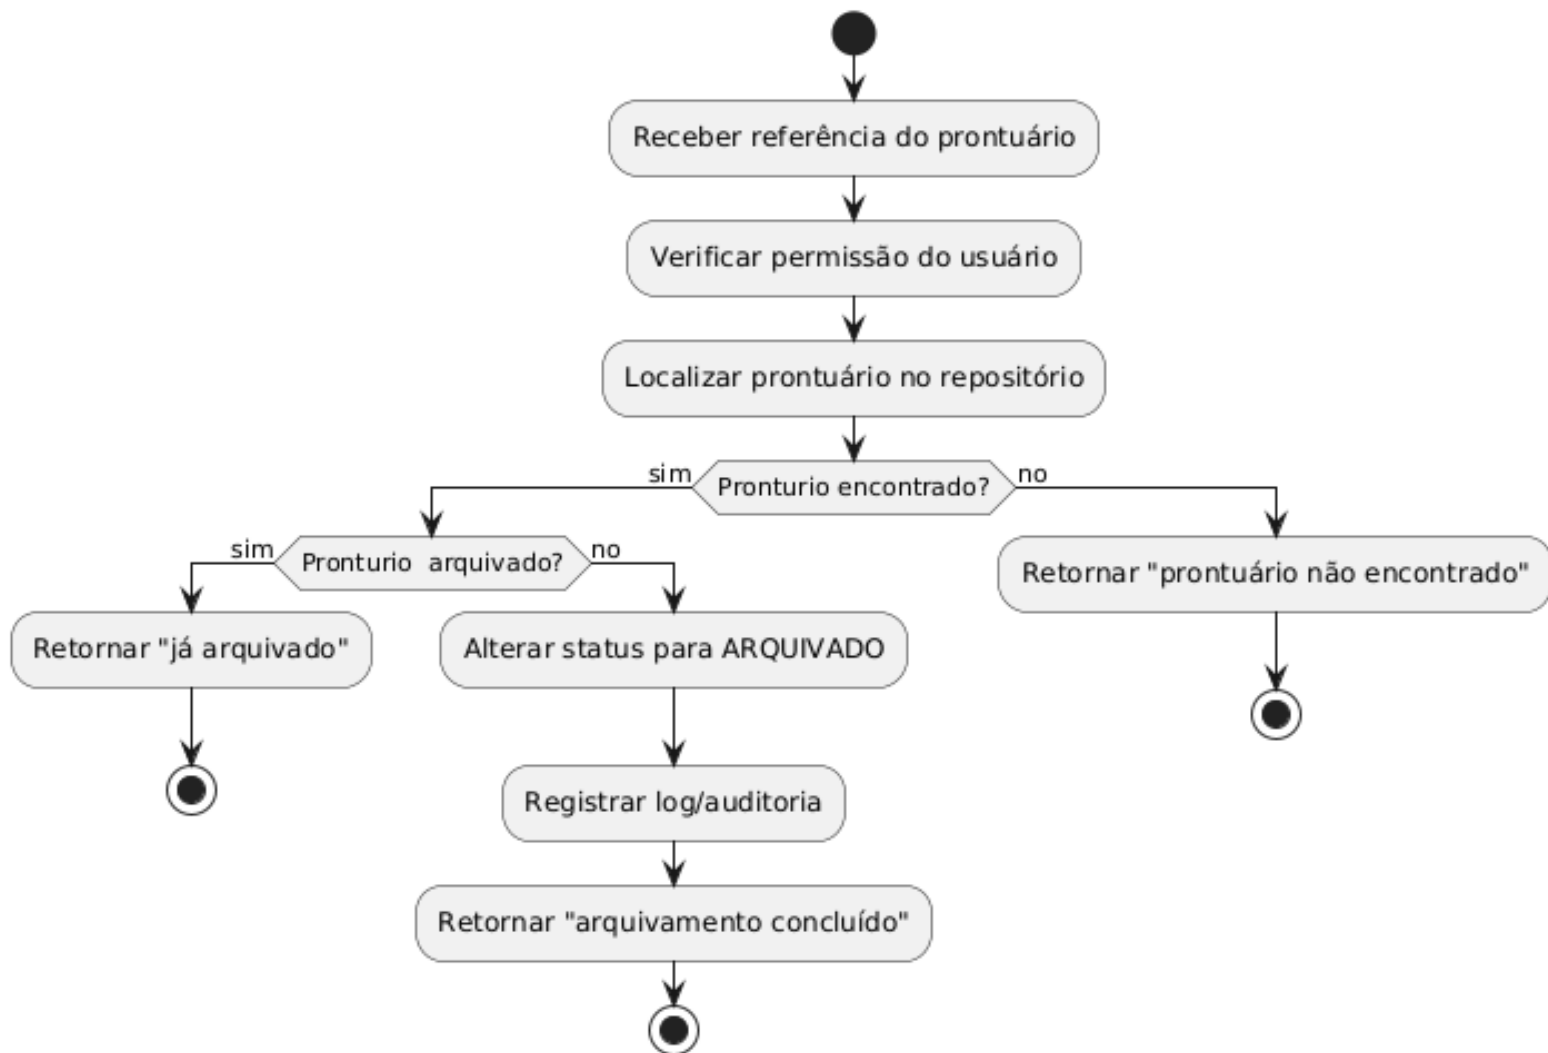 Receber referência do prontuário
Verificar permissão do usuário
Localizar prontuário no repositório
sim
Pronturio encontrado?
no
sim
Pronturio  arquivado?
no
Retornar "prontuário não encontrado"
Retornar "já arquivado"
Alterar status para ARQUIVADO
Registrar log/auditoria
Retornar "arquivamento concluído"